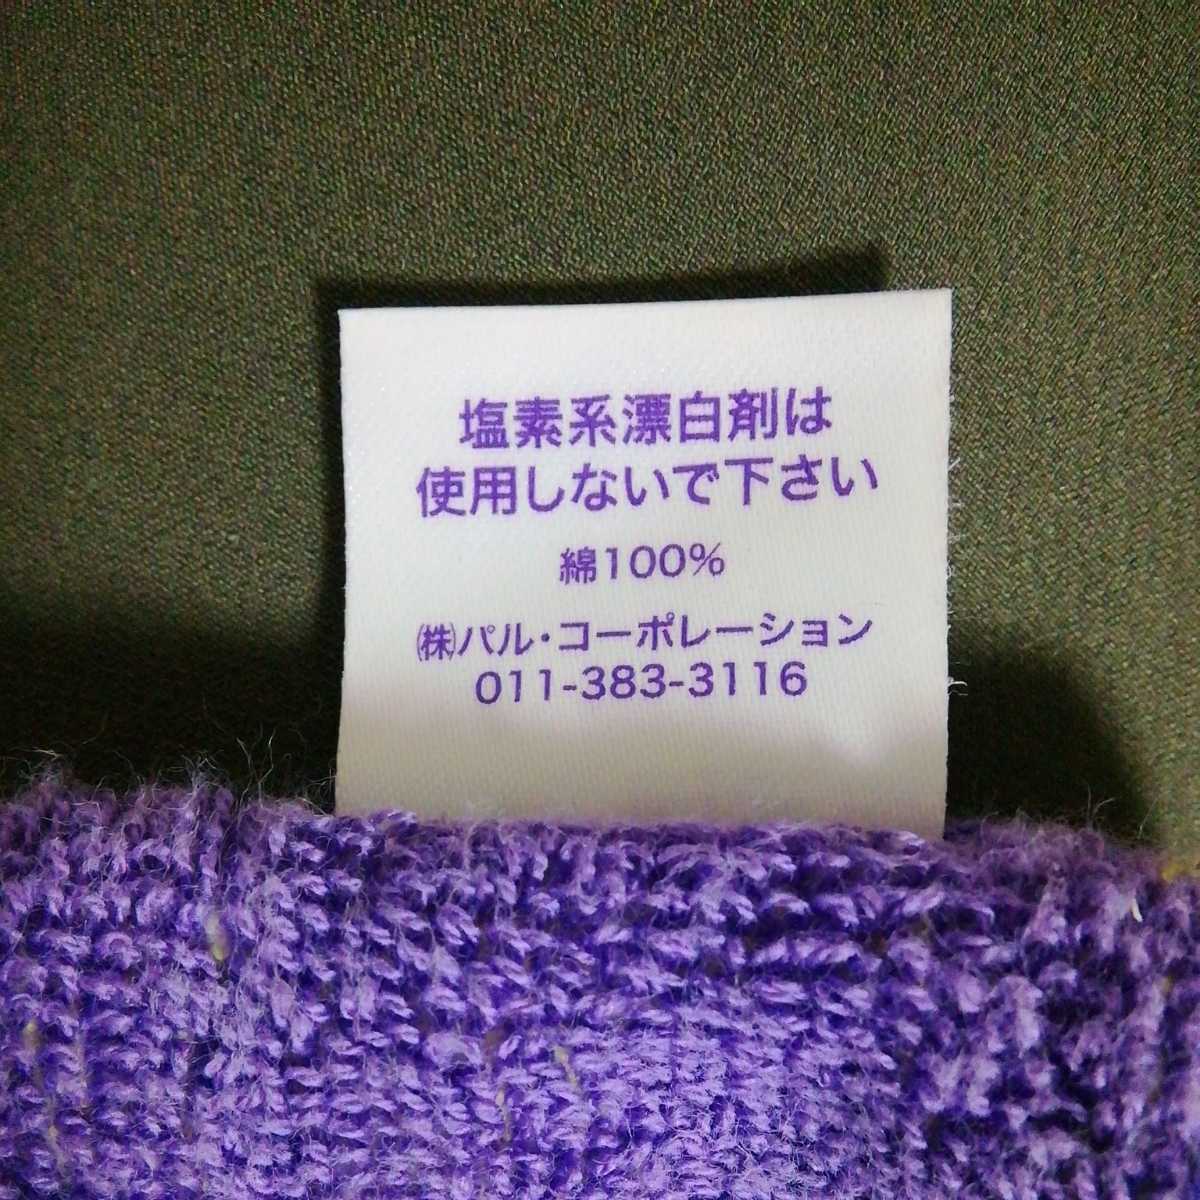 塩素系漂白剤は
使用しないで下さい
綿100%
㈱パル・コーポレーション
011-383-3116